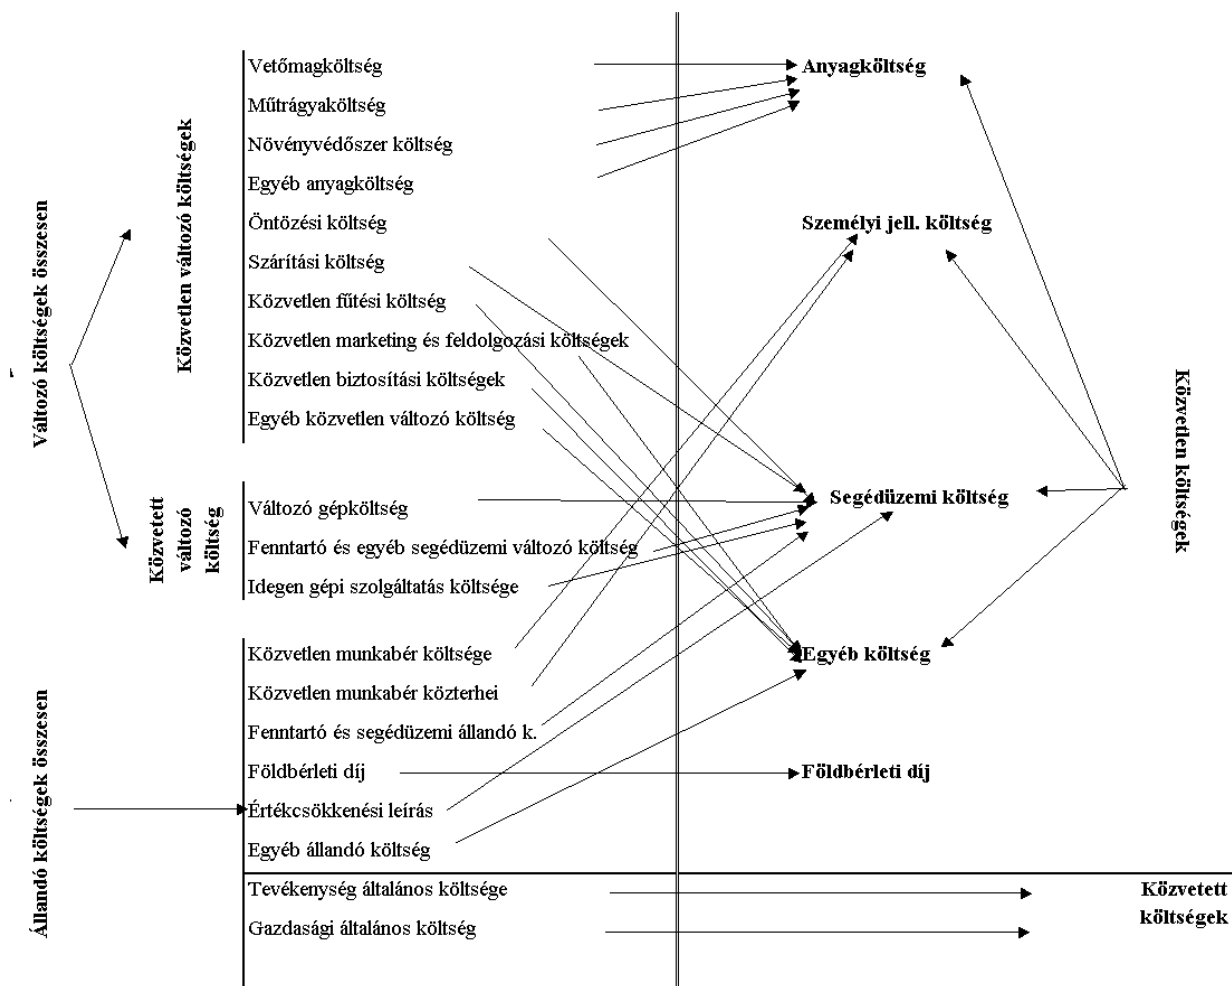 Változó költségek összesen
Közvetlen változó költségek
Vetőmagköltség
Műtrágyaköltség
Növényvédőszer költség
Egyéb anyagköltség
Öntözési költség
Szárítási költség
Közvetlen fűtési költség
Közvetlen marketing és feldolgozási költségek
Közvetlen biztosítási költségek
Egyéb közvetlen változó költség
Közvetett
változó
költség
Változó gépköltség
Fenntartó és egyéb segédüzemi változó költség
Idegen gépi szolgáltatás költsége
Állandó költségek összesen
Közvetlen munkabér költsége
Közvetlen munkabér közterhei
Fenntartó és segédüzemi állandó k.
Földbérleti díj
Értékcsökkenési leírás
Egyéb állandó költség
Tevékenység általános költsége
Gazdasági általános költség
Anyagköltség
Személyi jell. költség
Segédüzemi költség
Egyéb költség
Földbérleti díj
Közvetlen költségek
Közvetett
költségek